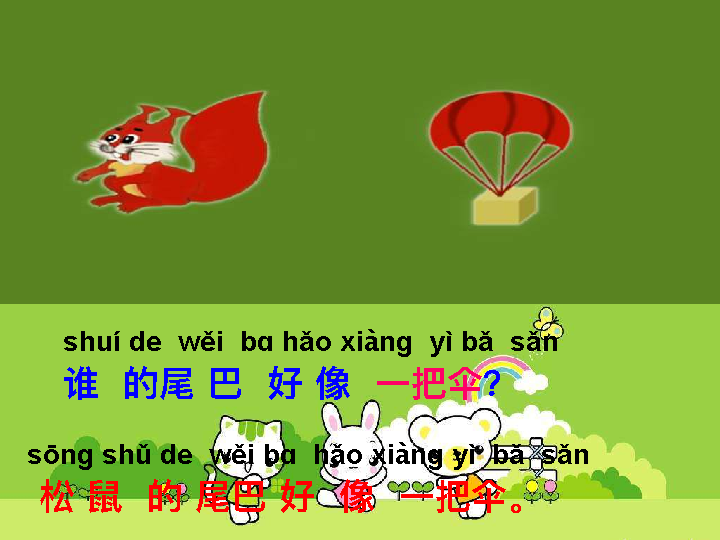 shuí de wěi bɑ hǎo xiàng yì bǎ sǎn
谁 的尾 巴 好 像 一把伞?
sōng shǔ de wěi bɑ hǎo xiàng yì bǎ sǎn
松 鼠 的 尾巴 好 像 一把伞。